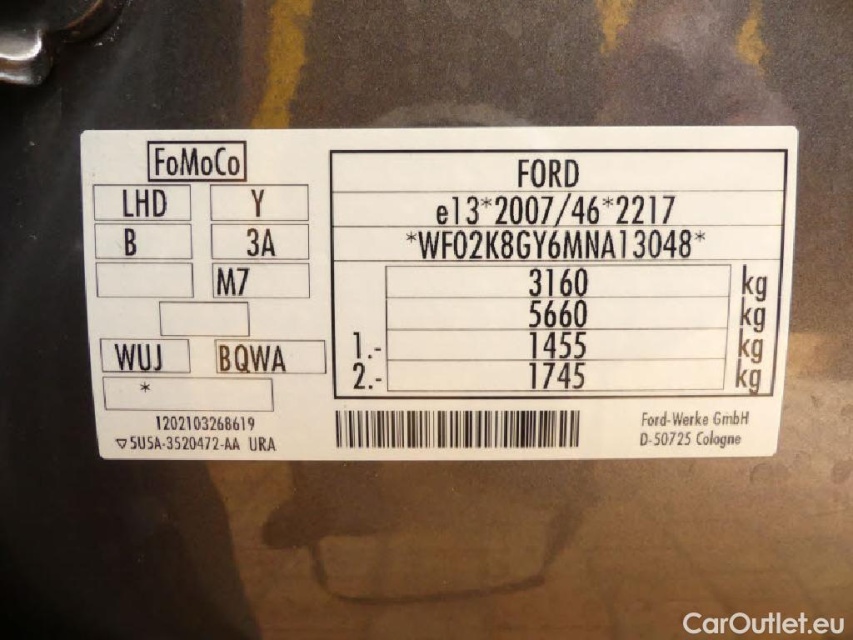 FoMoCo
LHD Y
B 3A
M7
WUJ BQWA
*
1202103268619
▽5U5A-3520472-AA URA
FORD
e13*2007/46*2217
*WF02K8GY6MNA13048*
3160 kg
5660 kg
1.- 1455 kg
2.- 1745 kg
Ford-Werke GmbH
D-50725 Cologne
CarOutlet.eu